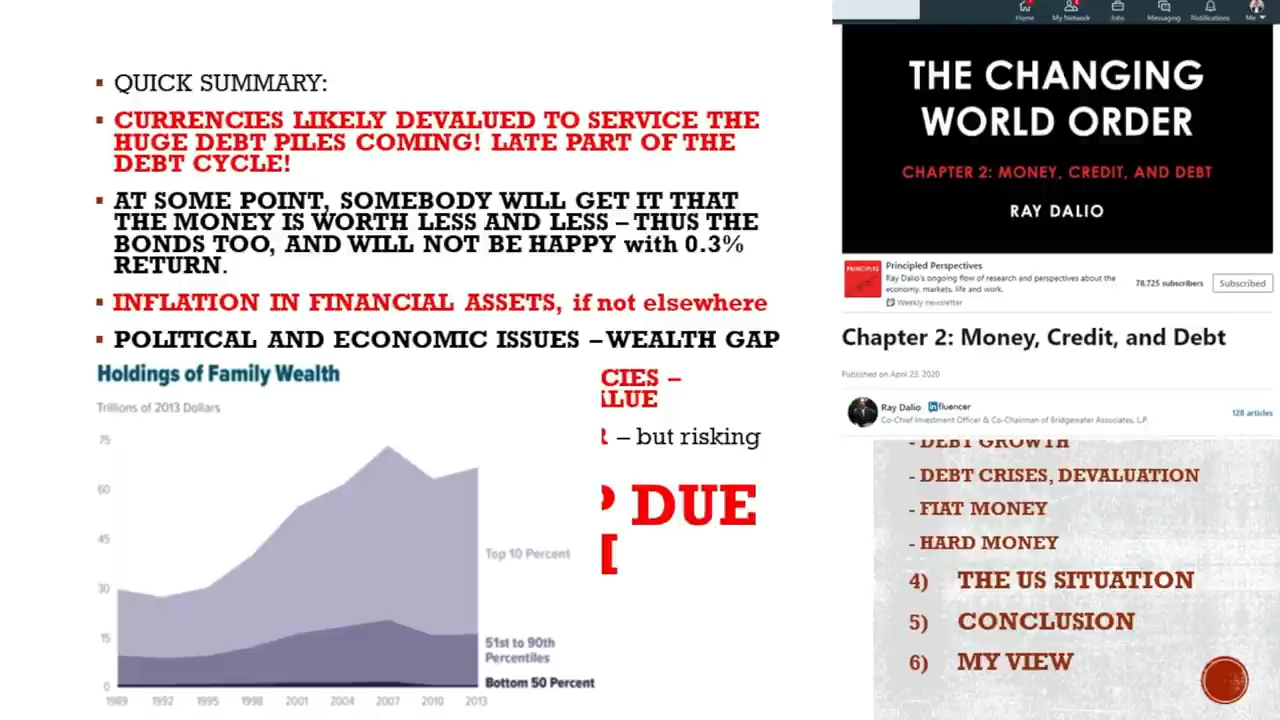 QUICK SUMMARY:
CURRENCIES LIKELY DEVALUED TO SERVICE THE
HUGE DEBT PILES COMING! LATE PART OF THE
DEBT CYCLE!
AT SOME POINT, SOMEBODY WILL GET IT THAT
THE MONEY IS WORTH LESS AND LESS – THUS THE
BONDS TOO, AND WILL NOT BE HAPPY with 0.3%
RETURN.
INFLATION IN FINANCIAL ASSETS, if not elsewhere
POLITICAL AND ECONOMIC ISSUES – WEALTH GAP
CIES –
ALUE
R – but risking
P DUE
Holdings of Family Wealth
Trillions of 2013 Dollars
75
60
45
30
15
0
1989 1992 1995 1998 2001 2004 2007 2010 2013
Top 10 Percent
51st to 90th
Percentiles
Bottom 50 Percent
Home My Network Jobs Messaging Notifications Me
THE CHANGING
WORLD ORDER
CHAPTER 2: MONEY, CREDIT, AND DEBT
RAY DALIO
PRINCIPLES
Principled Perspectives
Ray Dalio's ongoing flow of research and perspectives about the
economy, markets, life and work.
Weekly newsletter
78,725 subscribers
Subscribed
Chapter 2: Money, Credit, and Debt
Published on April 23, 2020
Ray Dalio influencer
Co-Chief Investment Officer & Co-Chairman of Bridgewater Associates, L.P.
128 articles
- DEBT GROWTH
- DEBT CRISES, DEVALUATION
- FIAT MONEY
- HARD MONEY
4) THE US SITUATION
5) CONCLUSION
6) MY VIEW